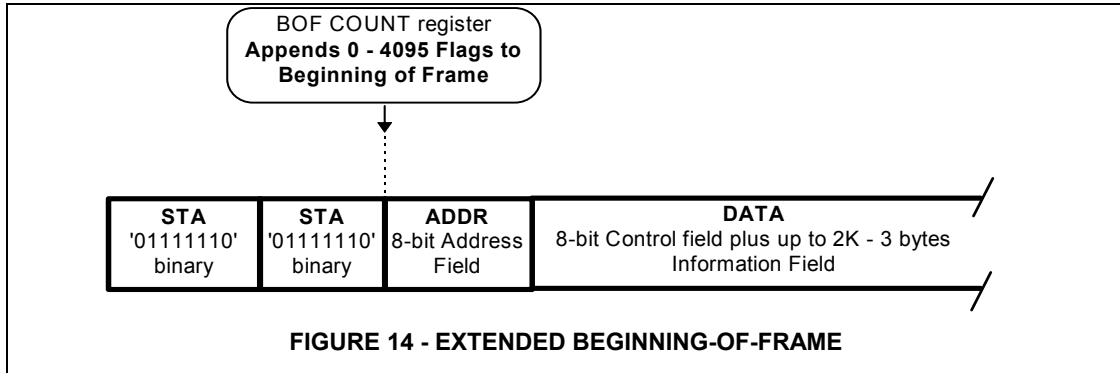 BOF COUNT register
Appends 0 - 4095 Flags to
Beginning of Frame
STA
'01111110'
binary
STA
'01111110'
binary
ADDR
8-bit Address
Field
DATA
8-bit Control field plus up to 2K - 3 bytes
Information Field
FIGURE 14 - EXTENDED BEGINNING-OF-FRAME